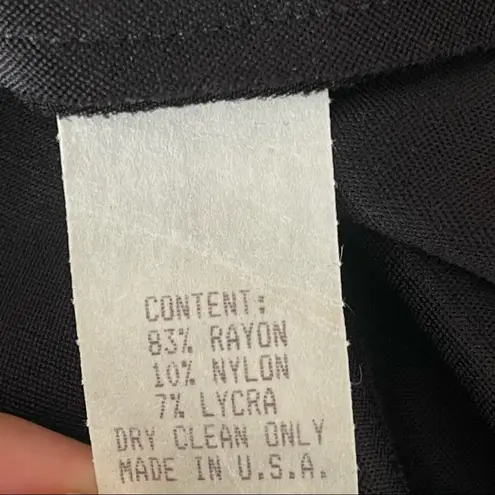 CONTENT:
83% RAYON
10% NYLON
7% LYCRA
DRY CLEAN ONLY
MADE IN U.S.A.